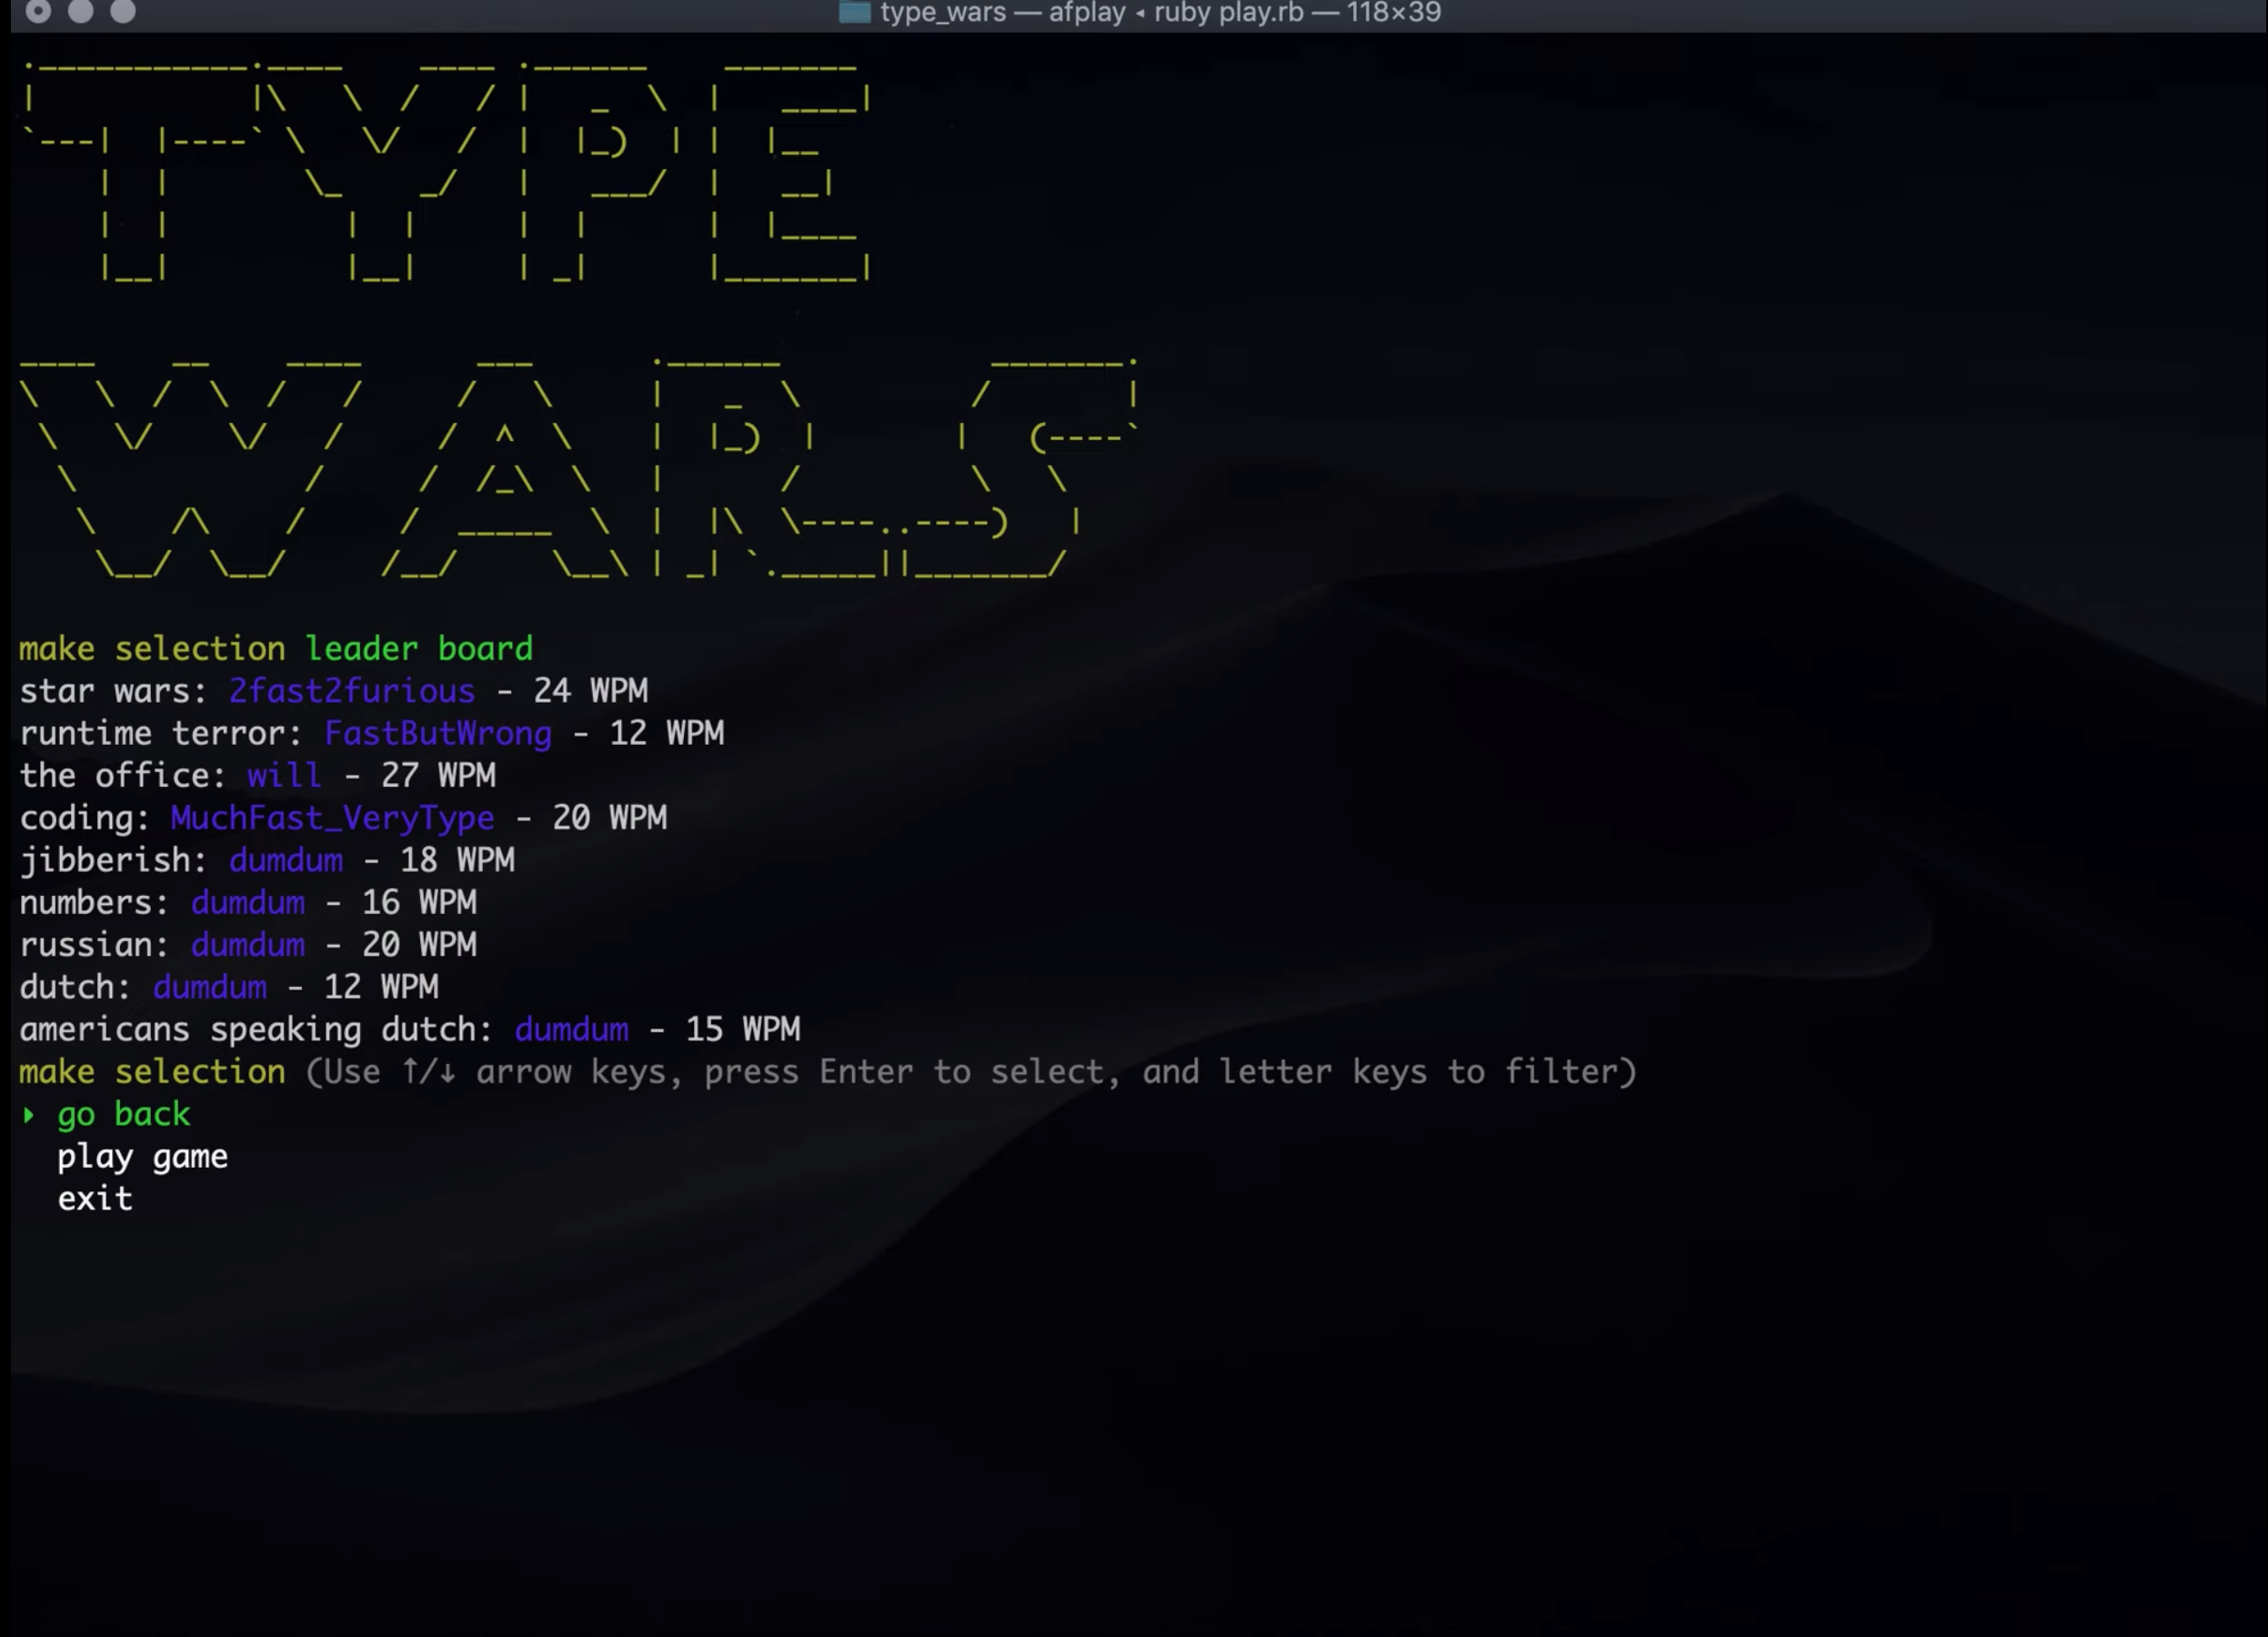 type_wars — afplay ◂ ruby play.rb — 118×39
TYPE
WARS
make selection leader board
star wars: 2fast2furious - 24 WPM
runtime terror: FastButWrong - 12 WPM
the office: will - 27 WPM
coding: MuchFast_VeryType - 20 WPM
jibberish: dumdum - 18 WPM
numbers: dumdum - 16 WPM
russian: dumdum - 20 WPM
dutch: dumdum - 12 WPM
americans speaking dutch: dumdum - 15 WPM
make selection (Use ↑/↓ arrow keys, press Enter to select, and letter keys to filter)
‣ go back
play game
exit